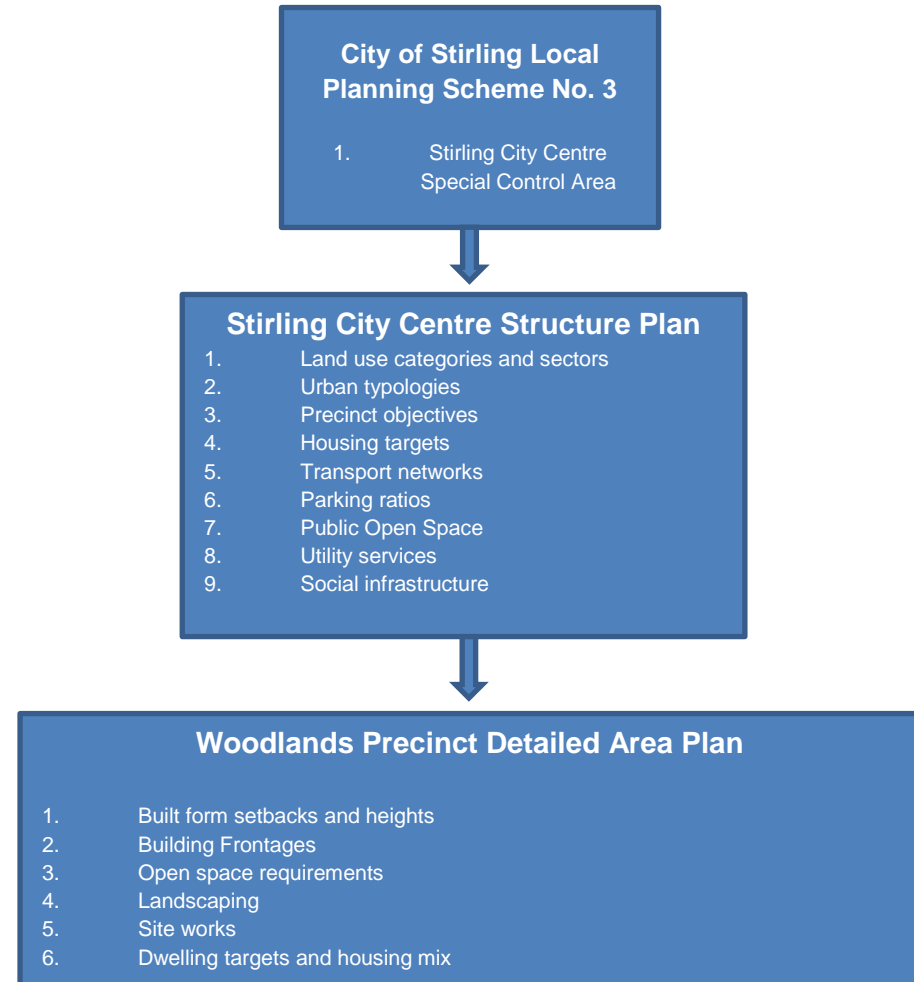 City of Stirling Local
Planning Scheme No. 3
1. Stirling City Centre
Special Control Area
Stirling City Centre Structure Plan
1. Land use categories and sectors
2. Urban typologies
3. Precinct objectives
4. Housing targets
5. Transport networks
6. Parking ratios
7. Public Open Space
8. Utility services
9. Social infrastructure
Woodlands Precinct Detailed Area Plan
1. Built form setbacks and heights
2. Building Frontages
3. Open space requirements
4. Landscaping
5. Site works
6. Dwelling targets and housing mix